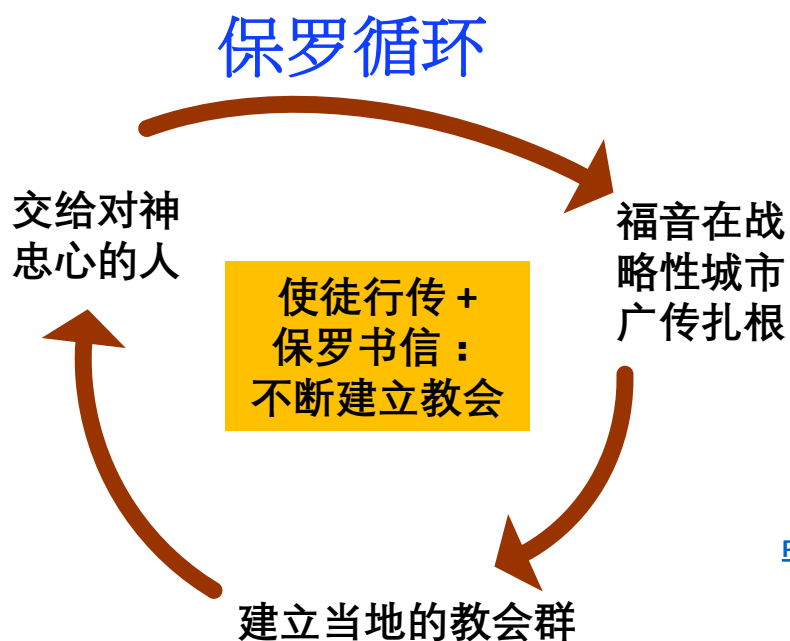 保罗循环
交给对神
忠心的人
福音在战
略性城市
广传扎根
使徒行传 +
保罗书信：
不断建立教会
建立当地的教会群